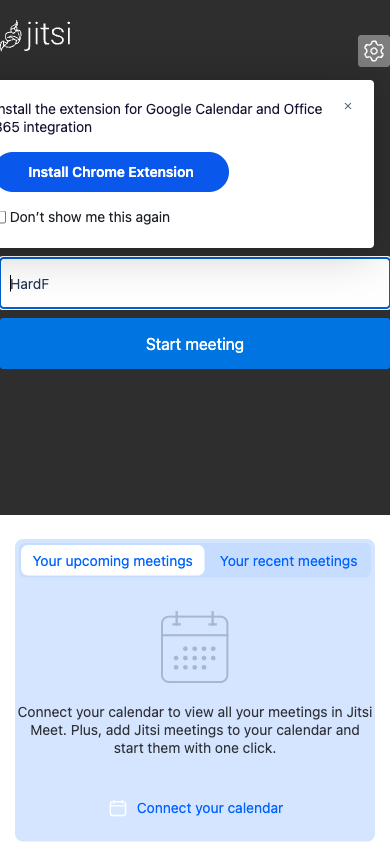 jitsi
nstall the extension for Google Calendar and Office
365 integration
Install Chrome Extension
Don't show me this again
HardF
Start meeting
Your upcoming meetings
Your recent meetings
Connect your calendar to view all your meetings in Jitsi
Meet. Plus, add Jitsi meetings to your calendar and
start them with one click.
Connect your calendar